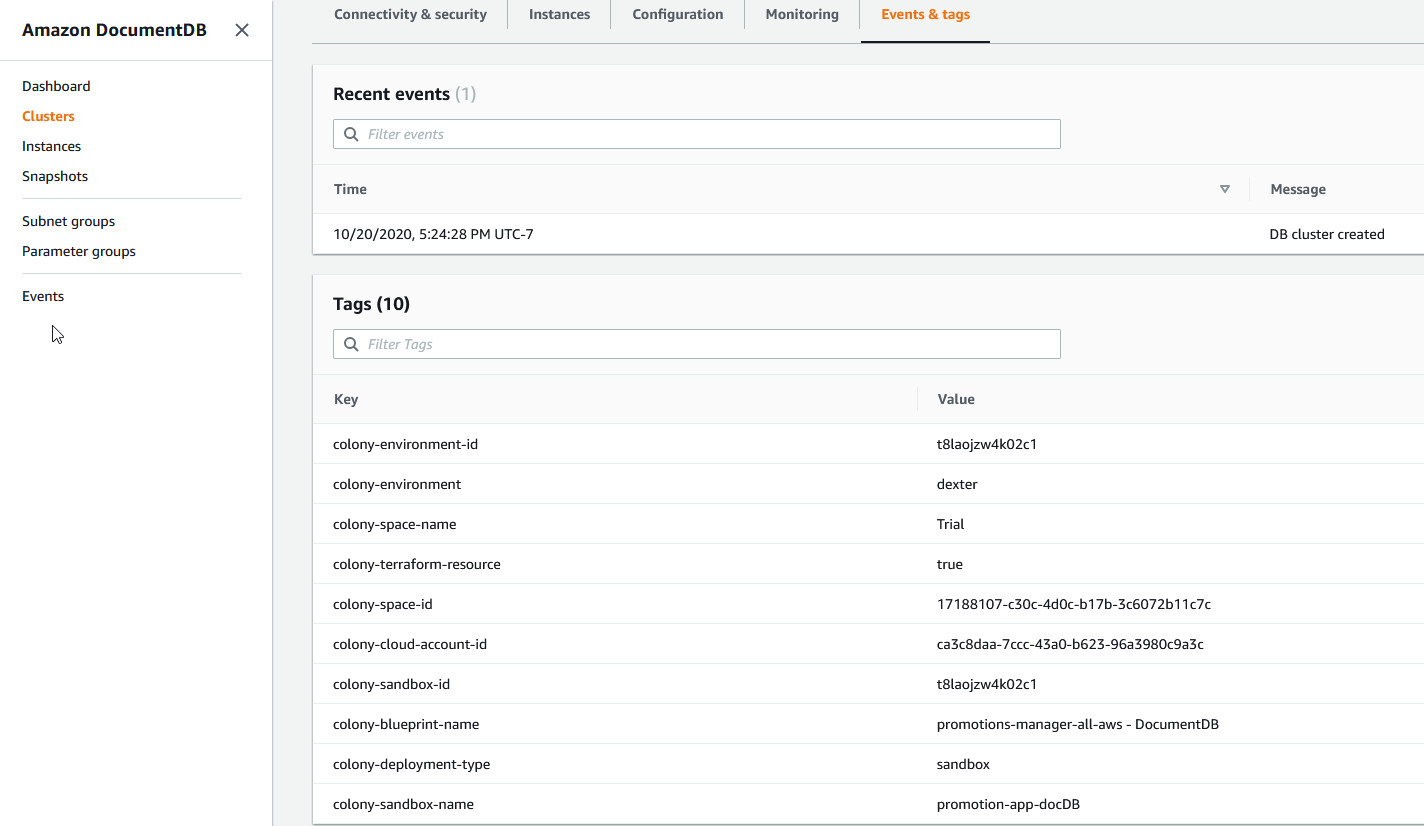 Amazon DocumentDB
Dashboard
Clusters
Instances
Snapshots
Subnet groups
Parameter groups
Events
Connectivity & security Instances Configuration Monitoring Events & tags
Recent events (1)
Filter events
Time Message
10/20/2020, 5:24:28 PM UTC-7 DB cluster created
Tags (10)
Filter Tags
Key Value
colony-environment-id t8laojzw4k02c1
colony-environment dexter
colony-space-name Trial
colony-terraform-resource true
colony-space-id 17188107-c30c-4d0c-b17b-3c6072b11c7c
colony-cloud-account-id ca3c8daa-7ccc-43a0-b623-96a3980c9a3c
colony-sandbox-id t8laojzw4k02c1
colony-blueprint-name promotions-manager-all-aws - DocumentDB
colony-deployment-type sandbox
colony-sandbox-name promotion-app-docDB